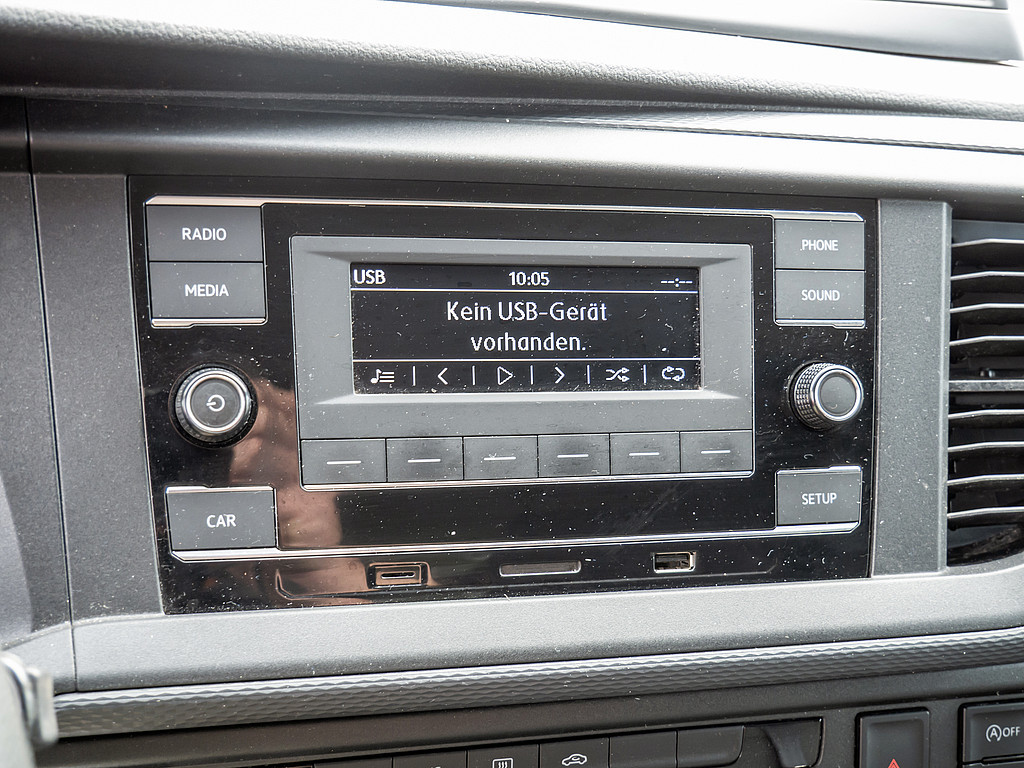 RADIO
MEDIA
PHONE
SOUND
USB 10:05 --:--
Kein USB-Gerät
vorhanden.
CAR
SETUP
A OFF